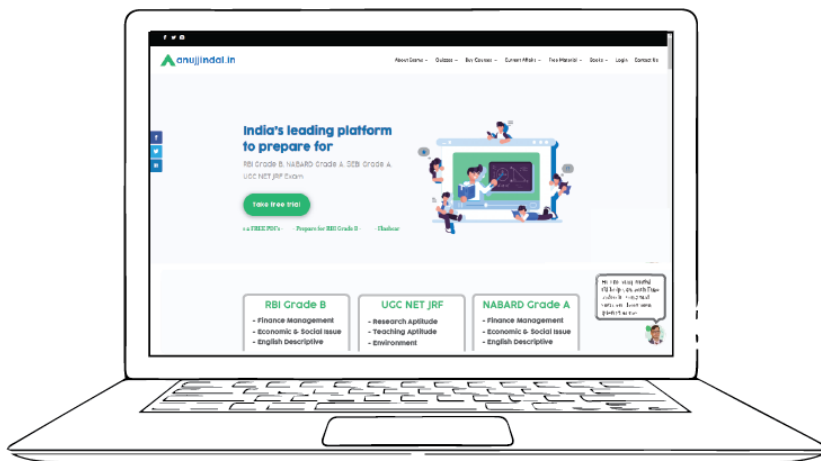 anujjindal.in
About Exams Quizzes Buy Courses Current Affairs Free Material Books Login Contact Us
India's leading platform
to prepare for
RBI Grade B, NABARD Grade A, SEBI Grade A,
UGC NET JRF Exam
Take free trial
FREE PDF's - Prepare for RBI Grade B -
RBI Grade B
- Finance Management
- Economic & Social Issue
- English Descriptive
UGC NET JRF
- Research Aptitude
- Teaching Aptitude
- Environment
NABARD Grade A
- Finance Management
- Economic & Social Issue
- English Descriptive